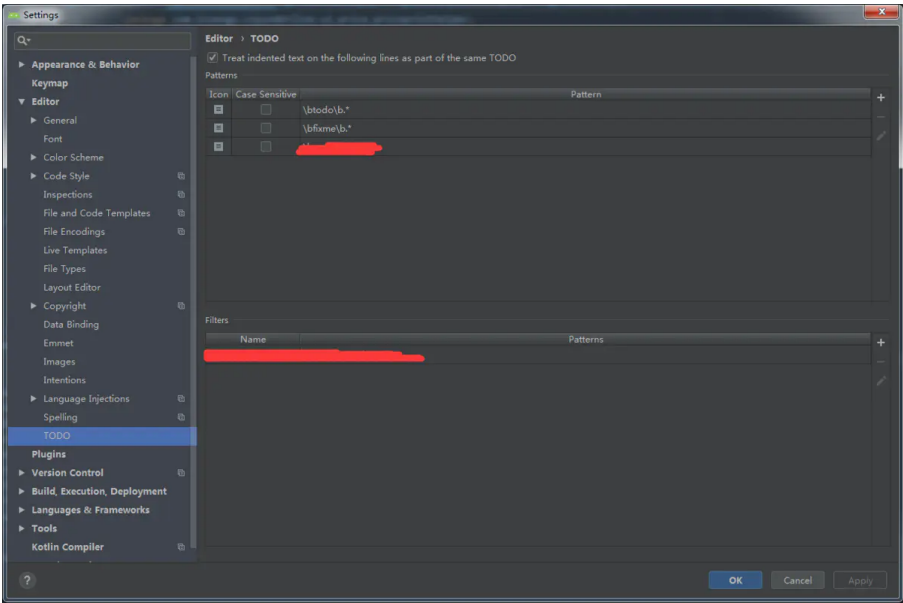 Settings
Editor › TODO
Treat indented text on the following lines as part of the same TODO
Patterns
Icon Case Sensitive Pattern
\btodo\b.*
\bfixme\b.*
Filters
Name Patterns
Appearance & Behavior
Keymap
Editor
General
Font
Color Scheme
Code Style
Inspections
File and Code Templates
File Encodings
Live Templates
File Types
Layout Editor
Copyright
Data Binding
Emmet
Images
Intentions
Language Injections
Spelling
TODO
Plugins
Version Control
Build, Execution, Deployment
Languages & Frameworks
Tools
Kotlin Compiler
?
OK Cancel Apply